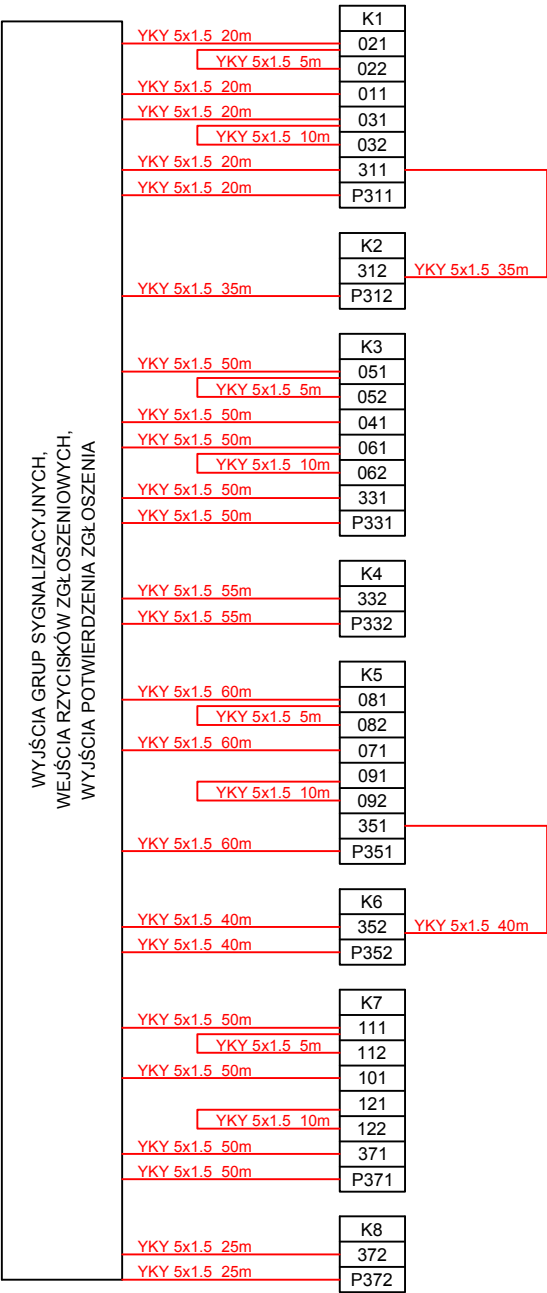 WYJŚCIA GRUP SYGNALIZACYJNYCH,
WEJŚCIA RZYCISKÓW ZGŁOSZENIOWYCH,
WYJŚCIA POTWIERDZENIA ZGŁOSZENIA
K1
YKY 5x1.5 20m
021
YKY 5x1.5 5m
022
YKY 5x1.5 20m
011
YKY 5x1.5 20m
031
YKY 5x1.5 10m
032
YKY 5x1.5 20m
311
YKY 5x1.5 20m
P311
K2
312
YKY 5x1.5 35m
YKY 5x1.5 35m
P312
K3
YKY 5x1.5 50m
051
YKY 5x1.5 5m
052
YKY 5x1.5 50m
041
YKY 5x1.5 50m
061
YKY 5x1.5 10m
062
YKY 5x1.5 50m
331
YKY 5x1.5 50m
P331
K4
YKY 5x1.5 55m
332
YKY 5x1.5 55m
P332
K5
YKY 5x1.5 60m
081
YKY 5x1.5 5m
082
YKY 5x1.5 60m
071
091
YKY 5x1.5 10m
092
351
YKY 5x1.5 60m
P351
K6
YKY 5x1.5 40m
352
YKY 5x1.5 40m
YKY 5x1.5 40m
P352
K7
YKY 5x1.5 50m
111
YKY 5x1.5 5m
112
YKY 5x1.5 50m
101
121
YKY 5x1.5 10m
122
YKY 5x1.5 50m
371
YKY 5x1.5 50m
P371
K8
YKY 5x1.5 25m
372
YKY 5x1.5 25m
P372